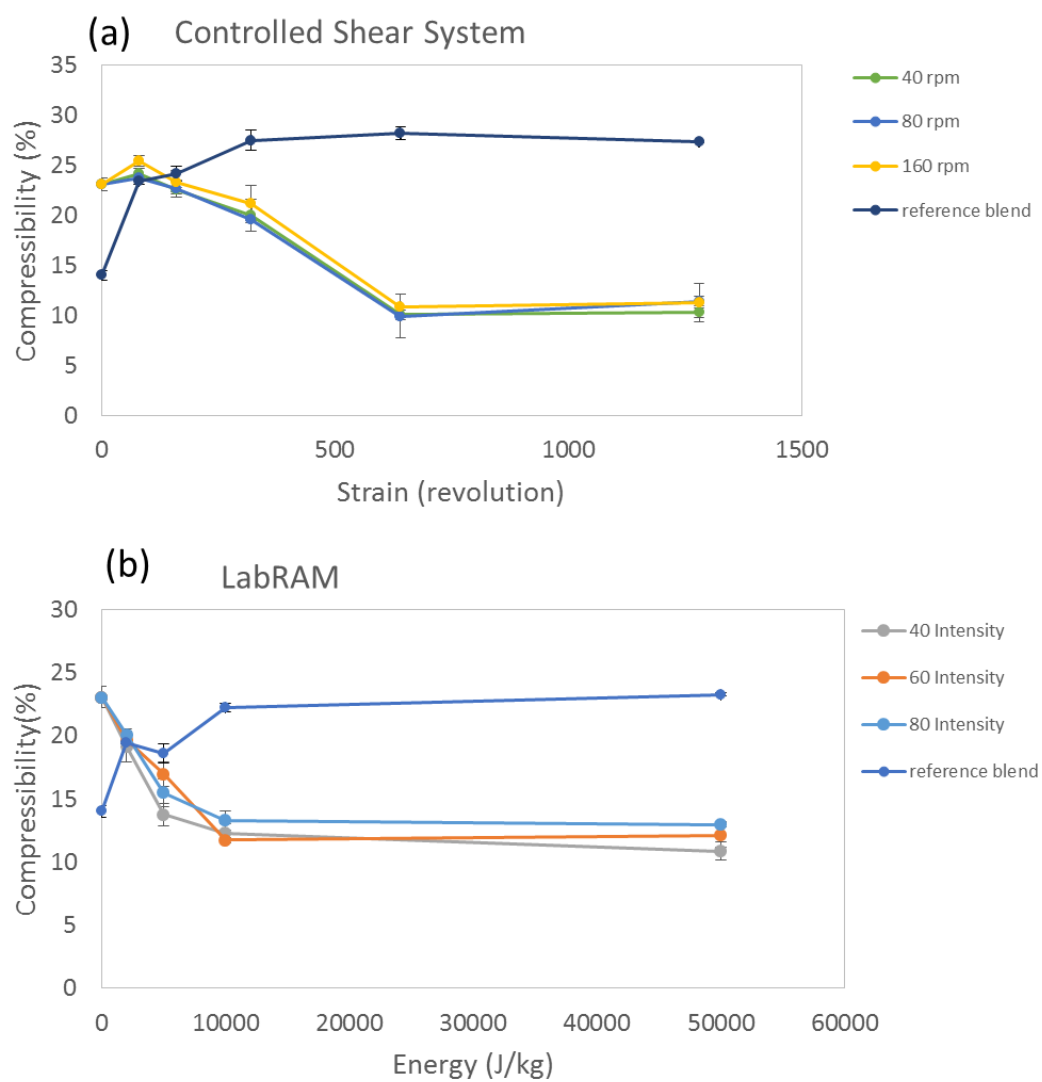 (a) Controlled Shear System
35
30
25
20
15
10
5
0
Compressibility (%)
0 500 1000 1500
Strain (revolution)
40 rpm
80 rpm
160 rpm
reference blend
(b) LabRAM
30
25
20
15
10
5
0
Compressibility(%)
0 10000 20000 30000 40000 50000 60000
Energy (J/kg)
40 Intensity
60 Intensity
80 Intensity
reference blend